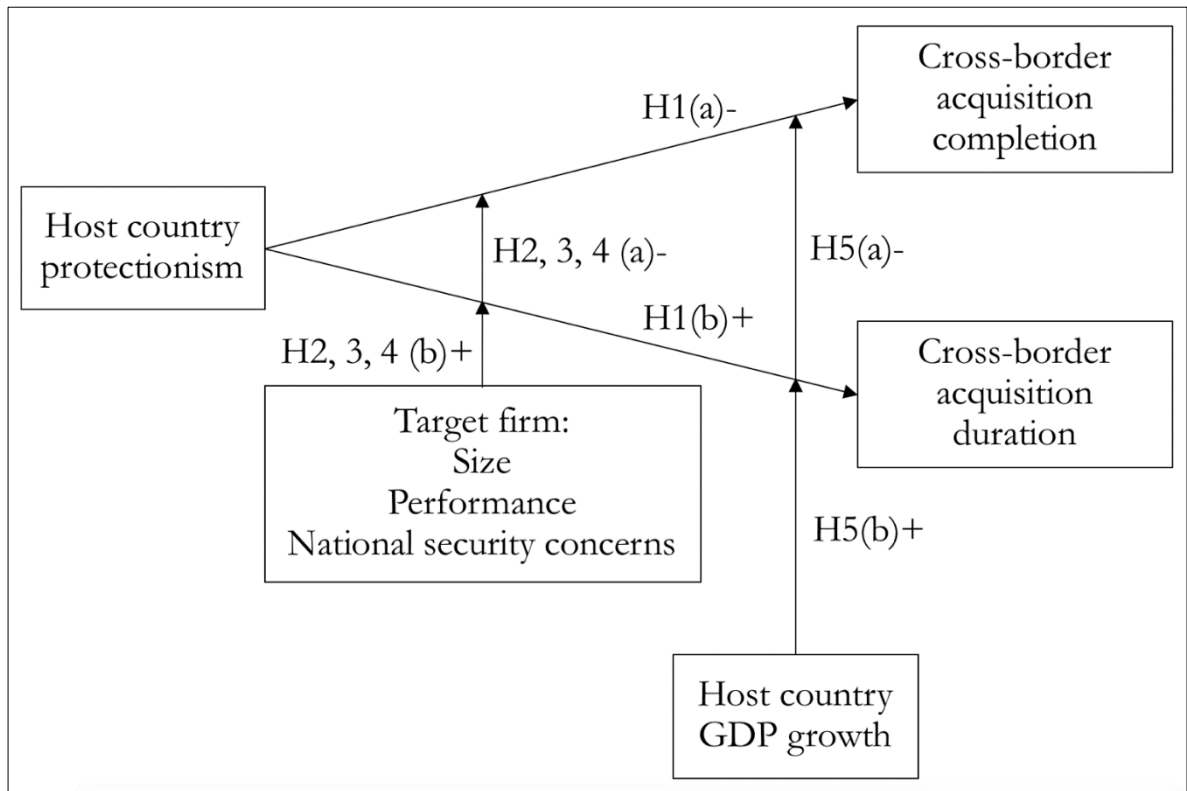 Cross-border
acquisition
completion
H1(a)-
Host country
protectionism
H2, 3, 4 (a)-
H5(a)-
H1(b)+
H2, 3, 4 (b)+
Cross-border
acquisition
duration
Target firm:
Size
Performance
National security concerns
H5(b)+
Host country
GDP growth